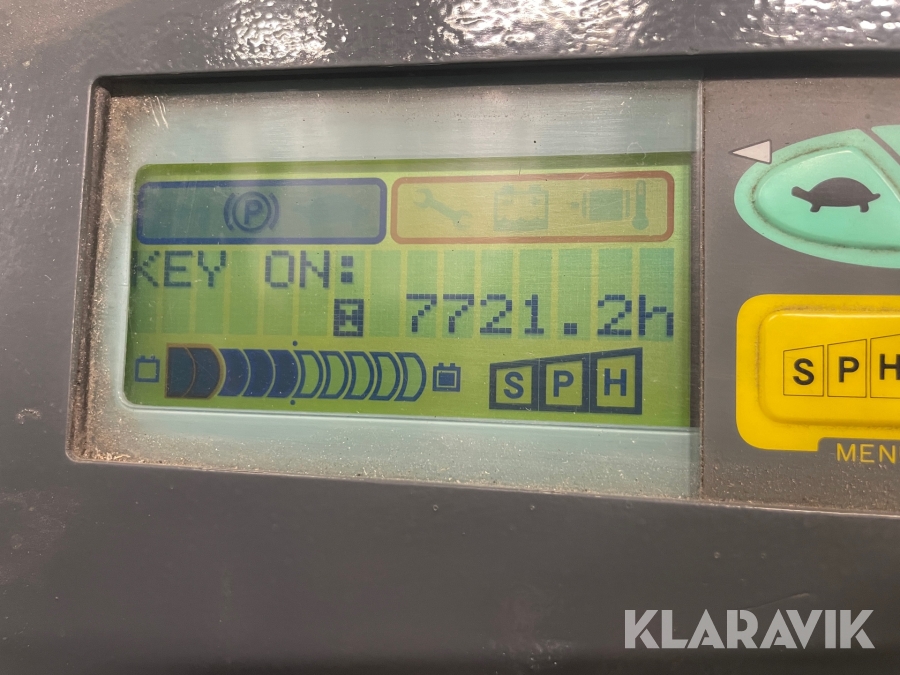 P
KEY ON:
H 7721.2h
S P H
S P H
MEN
KLARAVIK